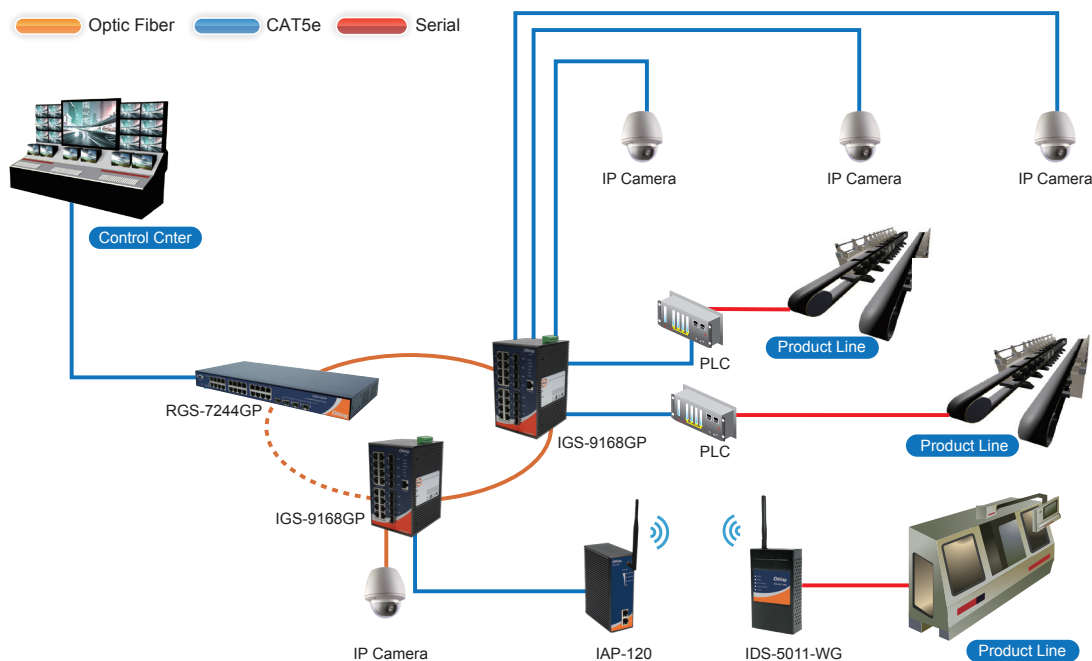 Optic Fiber
CAT5e
Serial
IP Camera
IP Camera
IP Camera
Control Cnter
PLC
Product Line
RGS-7244GP
IGS-9168GP
PLC
Product Line
IGS-9168GP
IP Camera
IAP-120
IDS-5011-WG
Product Line